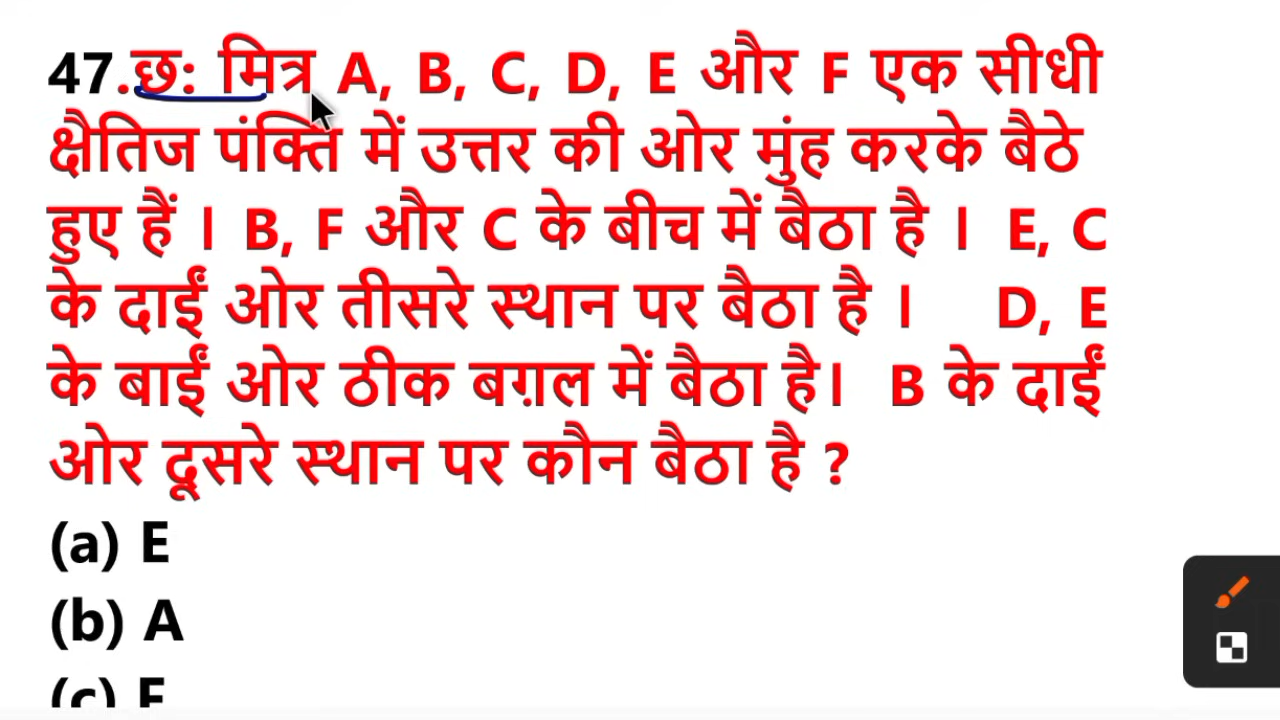 47.छ: मित्र A, B, C, D, E और F एक सीधी
क्षैतिज पंक्ति में उत्तर की ओर मुंह करके बैठे
हुए हैं । B, F और C के बीच में बैठा है । E, C
के दाईं ओर तीसरे स्थान पर बैठा है । D, E
के बाईं ओर ठीक बग़ल में बैठा है। B के दाईं
ओर दूसरे स्थान पर कौन बैठा है ?
(a) E
(b) A
(c)